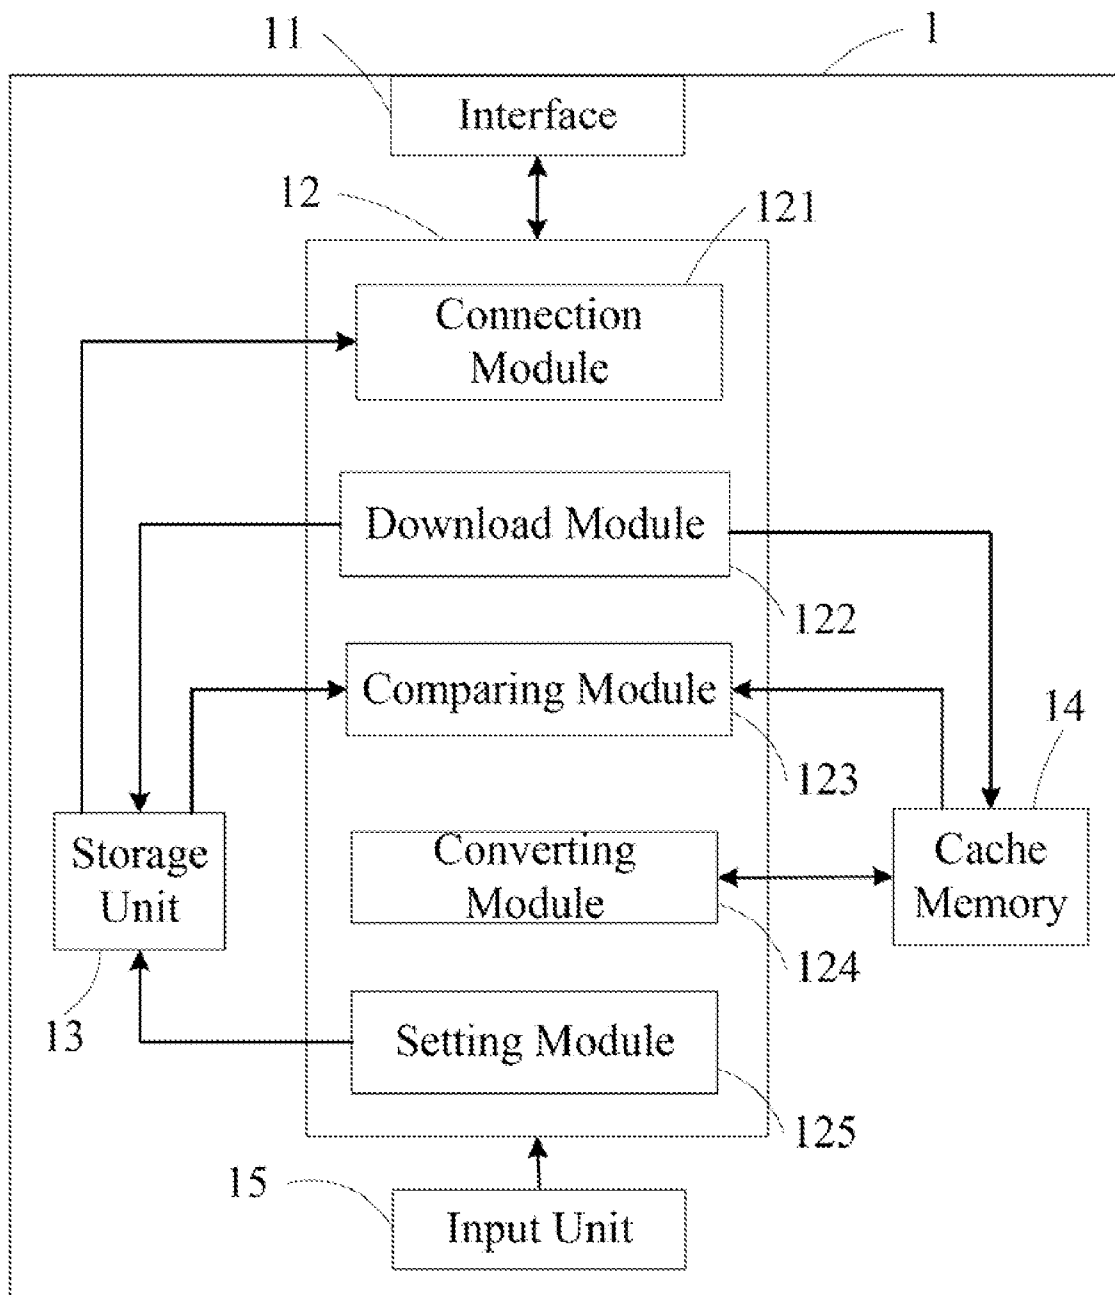 11
1
Interface
12
121
Connection
Module
Download Module
122
Comparing Module
14
123
Storage
Unit
Converting
Module
Cache
Memory
124
13
Setting Module
125
15
Input Unit